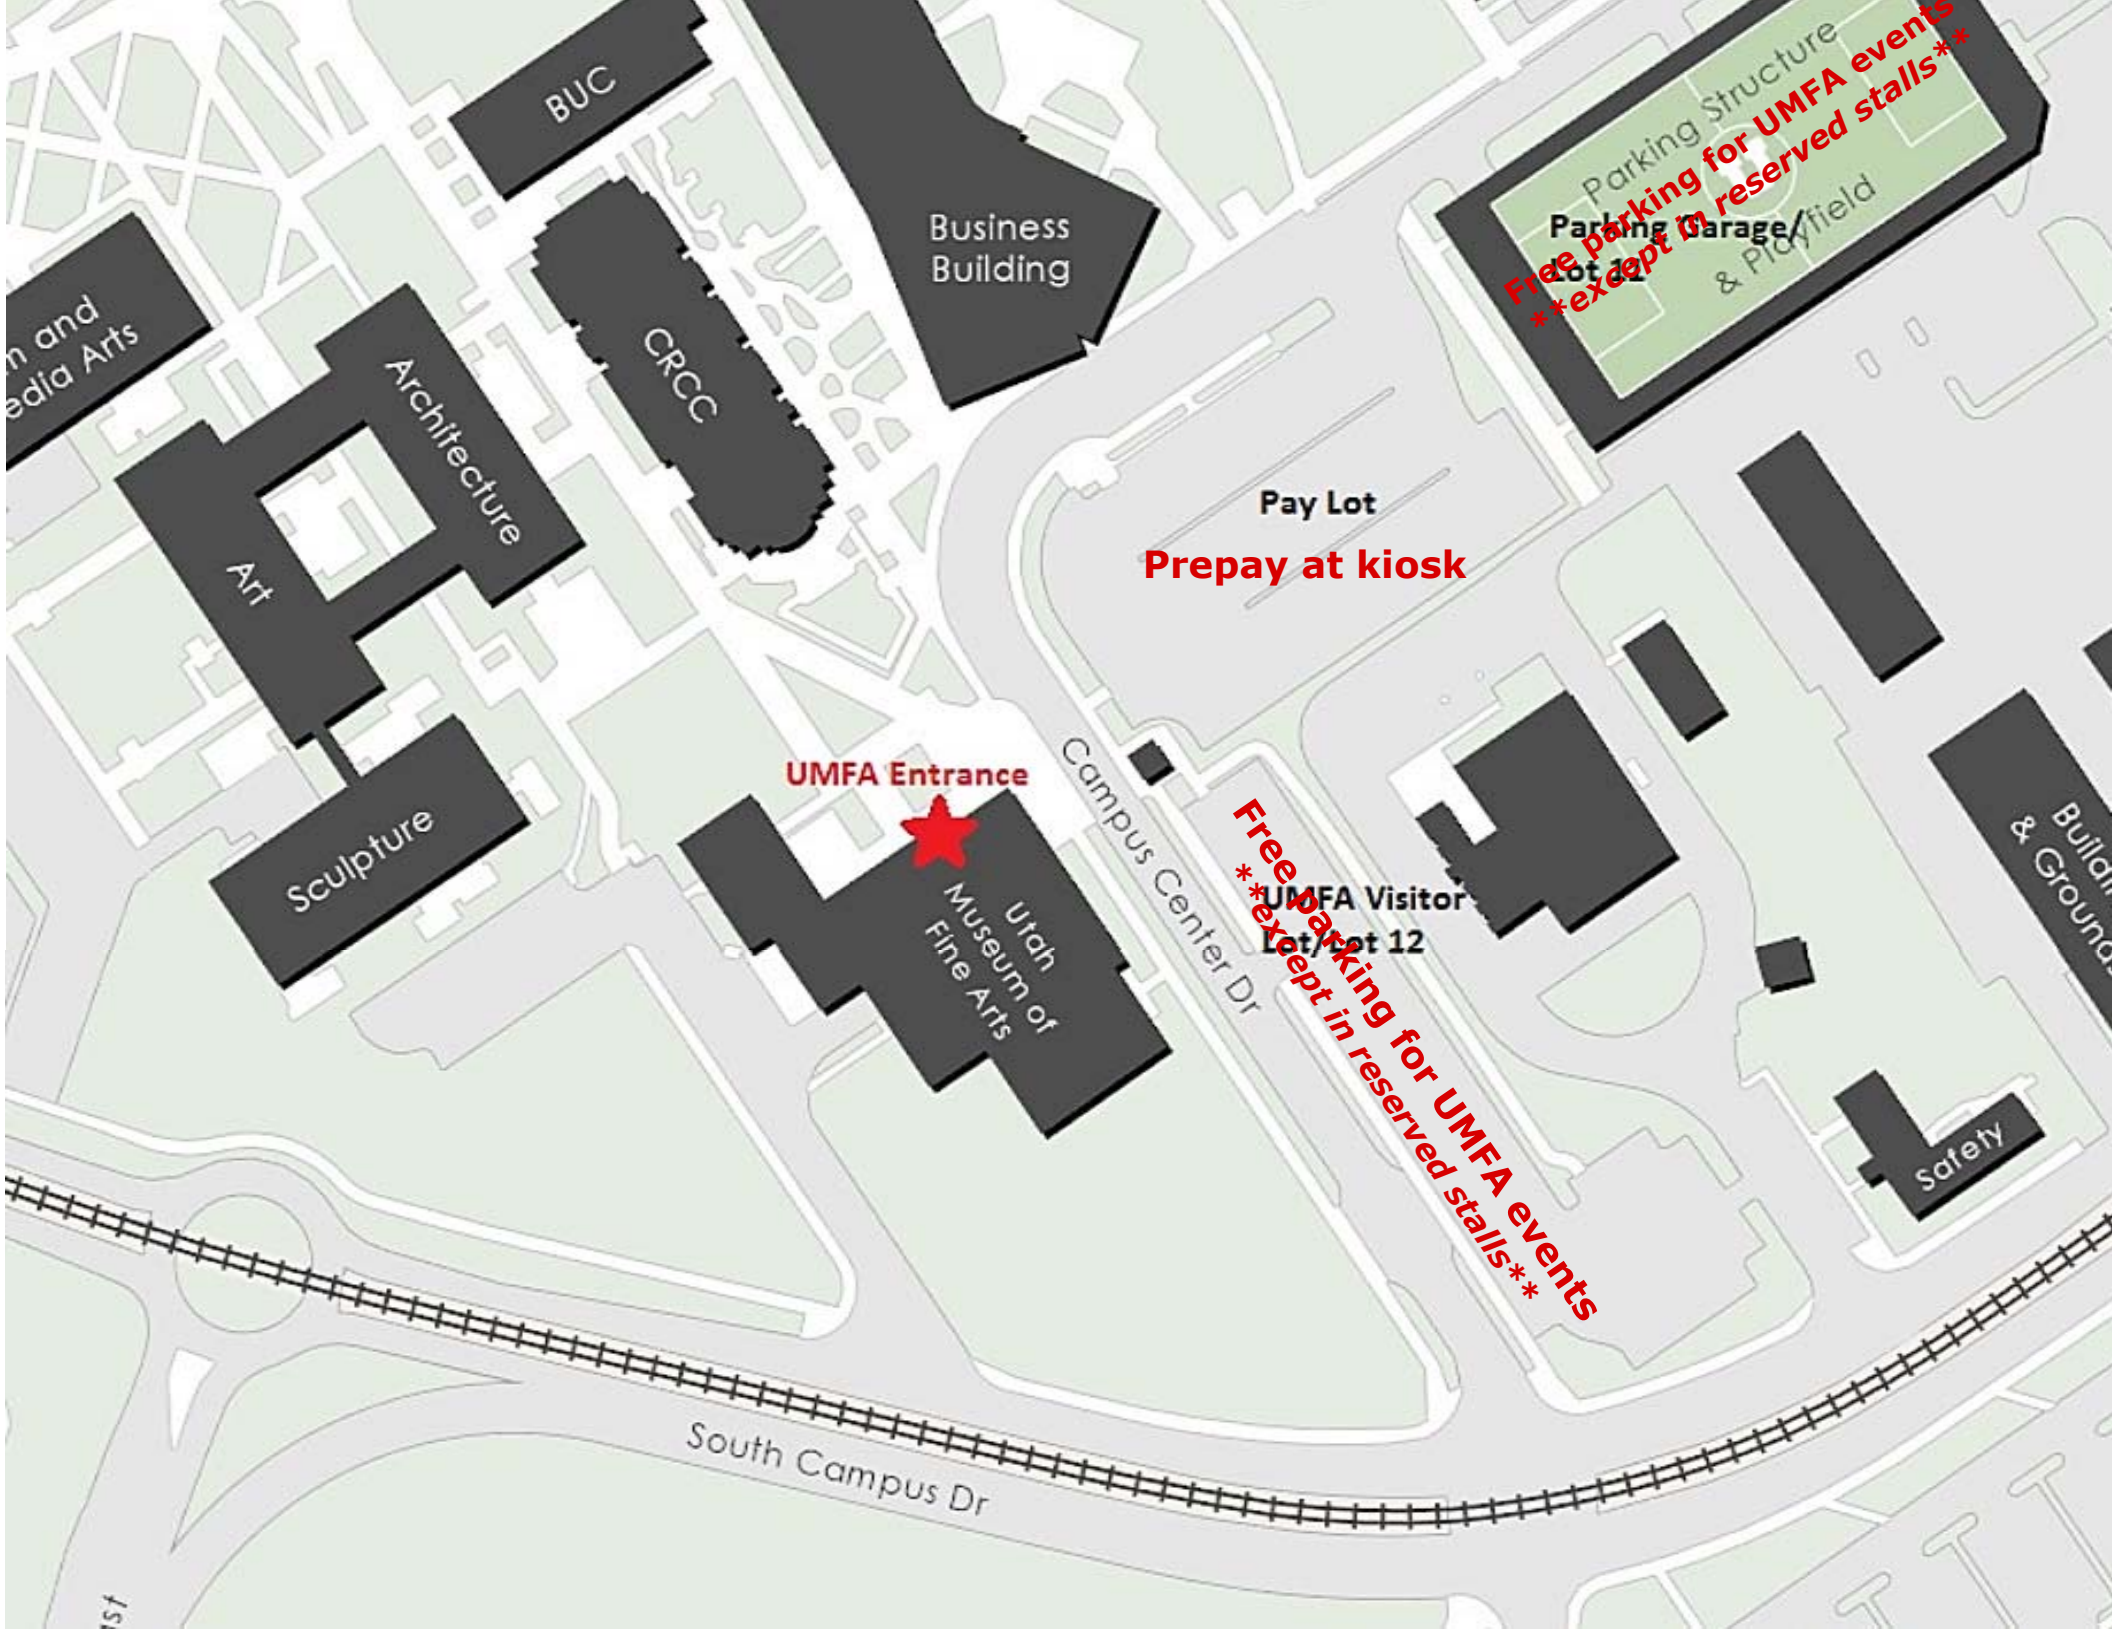 BUC
Business
Building
Parking Structure
& Playfield
Parking Garage/
Lot 11
Free parking for UMFA events
**except in reserved stalls**
m and
edia Arts
Architecture
CRCC
Art
Pay Lot
Prepay at kiosk
UMFA Entrance
Campus Center Dr
Sculpture
Utah
Museum of
Fine Arts
UMFA Visitor
Lot/Lot 12
Free parking for UMFA events
**except in reserved stalls**
Buildi
& Grounds
Safety
South Campus Dr
ast